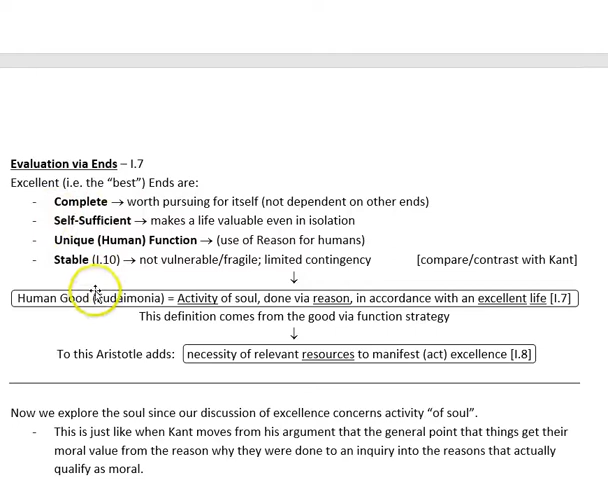 Evaluation via Ends – I.7
Excellent (i.e. the “best”) Ends are:
- Complete → worth pursuing for itself (not dependent on other ends)
- Self-Sufficient → makes a life valuable even in isolation
- Unique (Human) Function → (use of Reason for humans)
- Stable (I.10) → not vulnerable/fragile; limited contingency [compare/contrast with Kant]
↓
Human Good (Eudaimonia) = Activity of soul, done via reason, in accordance with an excellent life [I.7]
This definition comes from the good via function strategy
↓
To this Aristotle adds: necessity of relevant resources to manifest (act) excellence [I.8]
Now we explore the soul since our discussion of excellence concerns activity “of soul”.
- This is just like when Kant moves from his argument that the general point that things get their
moral value from the reason why they were done to an inquiry into the reasons that actually
qualify as moral.